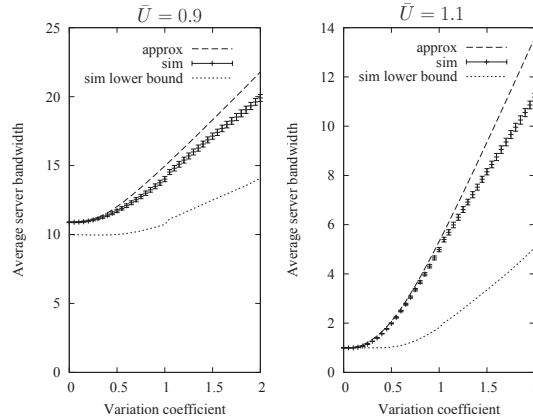 Ū = 0.9
25
20
15
10
5
0
0
0.5
1
1.5
2
Average server bandwidth
Variation coefficient
approx
sim
sim lower bound
Ū = 1.1
14
12
10
8
6
4
2
0
0
0.5
1
1.5
2
Average server bandwidth
Variation coefficient
approx
sim
sim lower bound